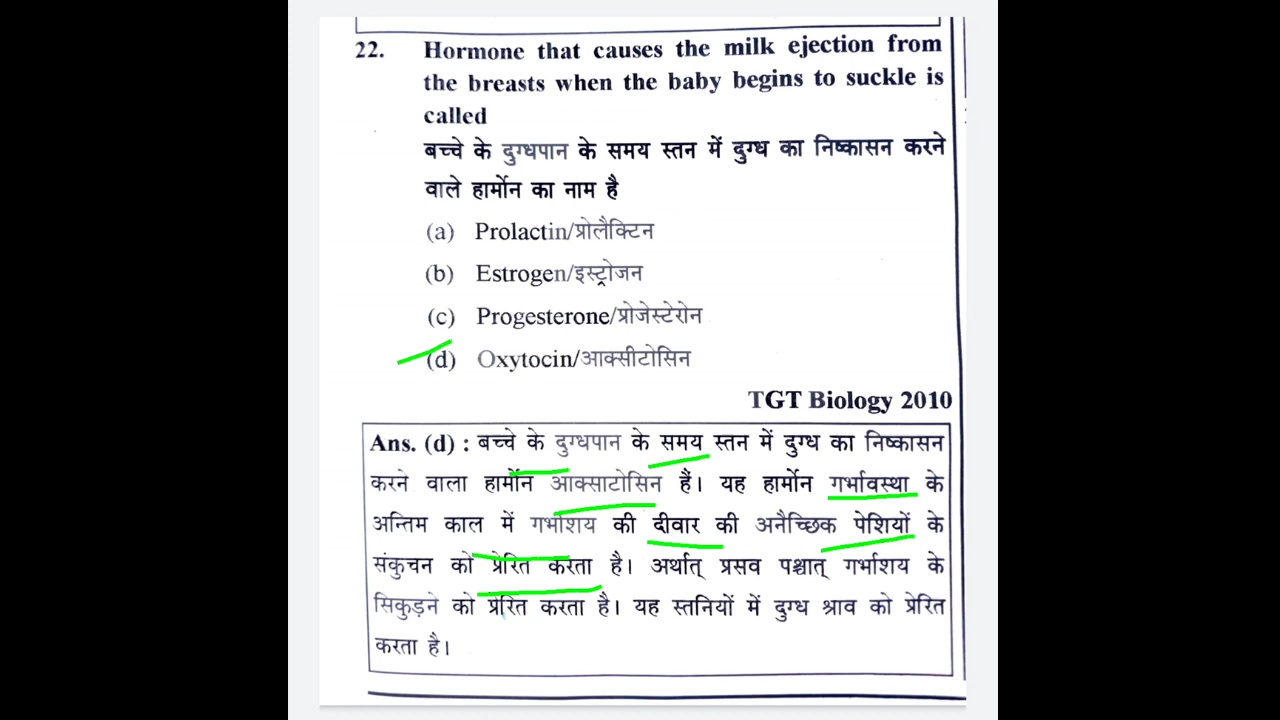 22. Hormone that causes the milk ejection from
the breasts when the baby begins to suckle is
called
बच्चे के दुग्धपान के समय स्तन में दुग्ध का निष्कासन करने
वाले हार्मोन का नाम है
(a) Prolactin/प्रोलैक्टिन
(b) Estrogen/इस्ट्रोजन
(c) Progesterone/प्रोजेस्टेरोन
(d) Oxytocin/आक्सीटोसिन
TGT Biology 2010
Ans. (d) : बच्चे के दुग्धपान के समय स्तन में दुग्ध का निष्कासन
करने वाला हार्मोन आक्साटोसिन हैं। यह हार्मोन गर्भावस्था के
अन्तिम काल में गर्भाशय की दीवार की अनैच्छिक पेशियों के
संकुचन को प्रेरित करता है। अर्थात् प्रसव पश्चात् गर्भाशय के
सिकुड़ने को प्रेरित करता है। यह स्तनियों में दुग्ध श्राव को प्रेरित
करता है।